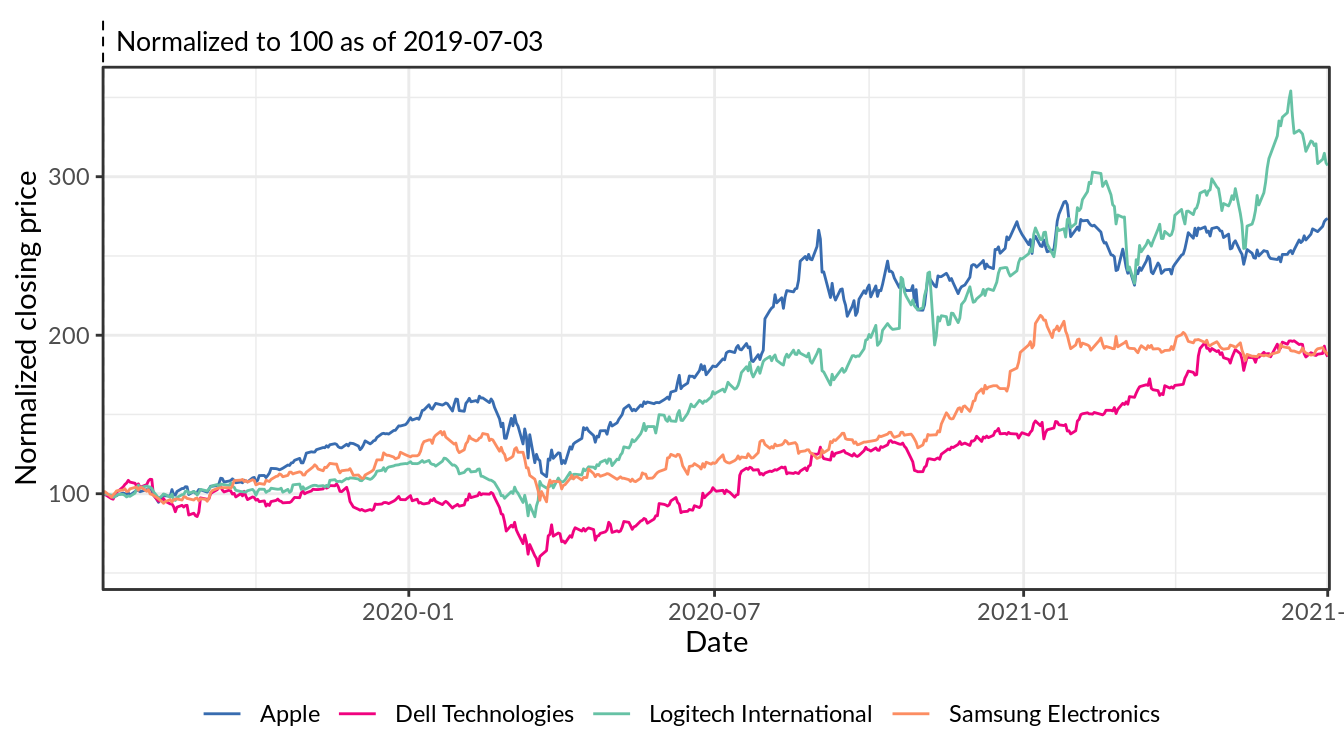 Normalized to 100 as of 2019-07-03
Normalized closing price
300
200
100
2020-01
2020-07
2021-01
2021-
Date
Apple
Dell Technologies
Logitech International
Samsung Electronics